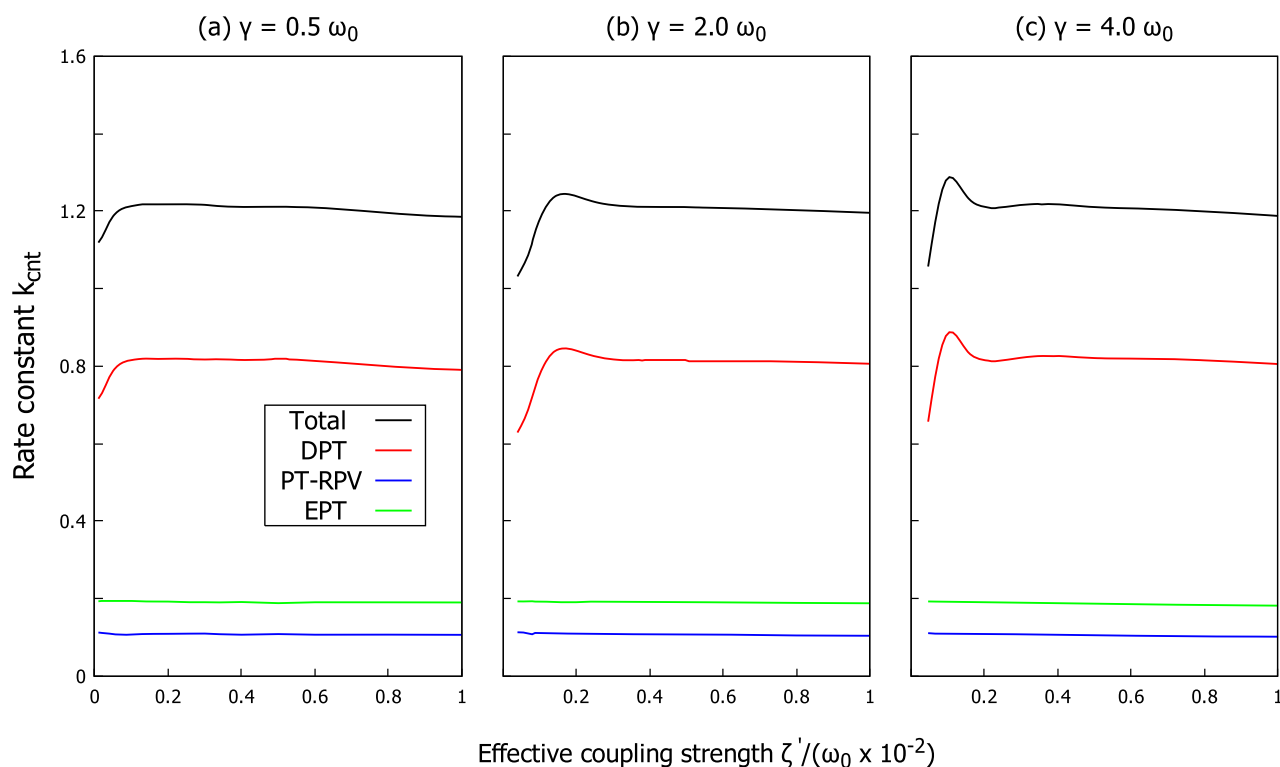 (a) γ = 0.5 ω₀
(b) γ = 2.0 ω₀
(c) γ = 4.0 ω₀
Rate constant k_cnt
1.6
1.2
0.8
0.4
0
Total
DPT
PT-RPV
EPT
0 0.2 0.4 0.6 0.8 1
0.2 0.4 0.6 0.8 1
0.2 0.4 0.6 0.8 1
Effective coupling strength ζ'/(ω₀ x 10⁻²)